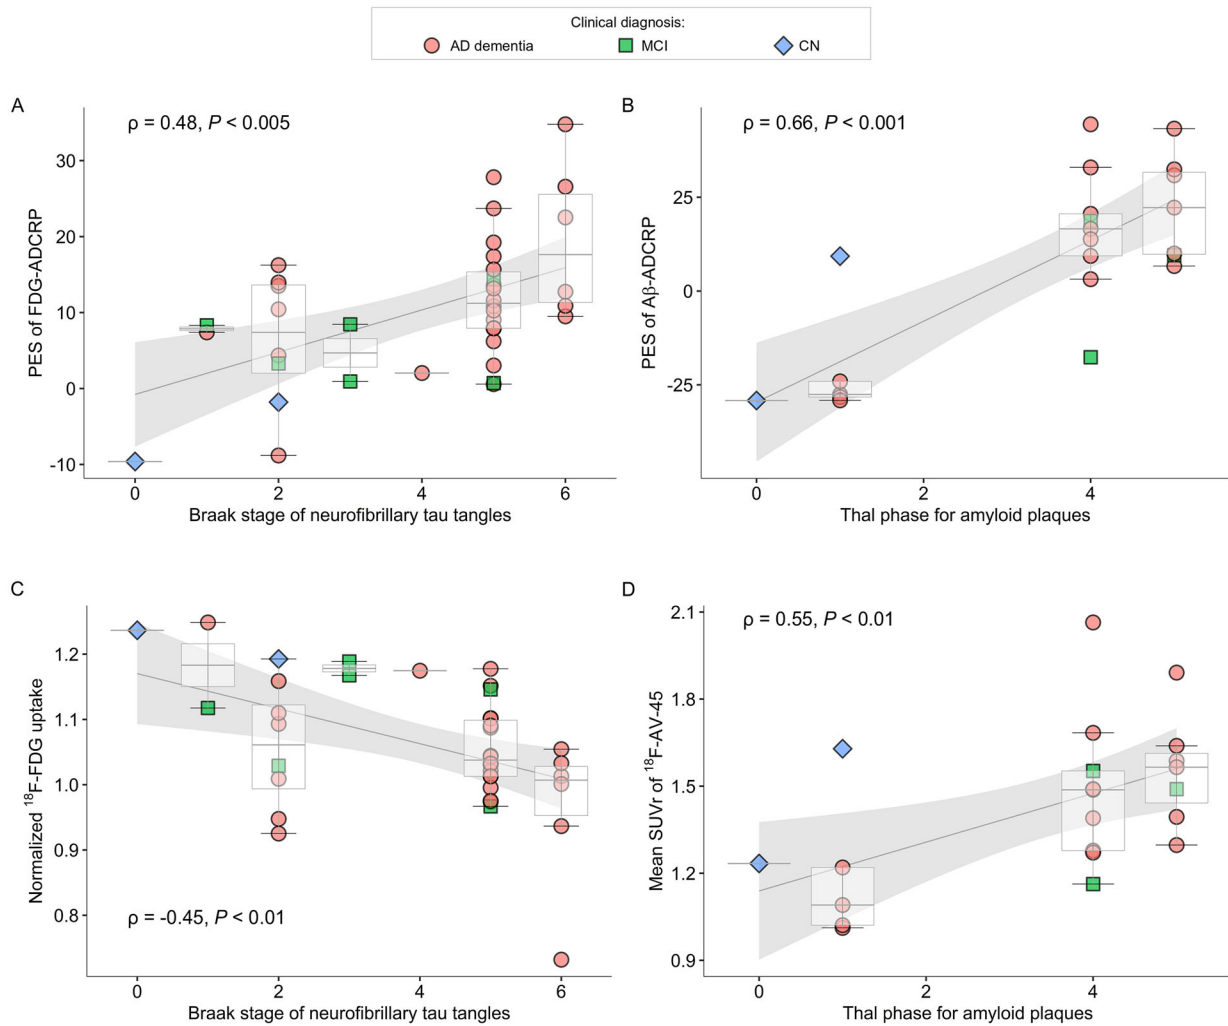 Clinical diagnosis:
AD dementia MCI CN
A
ρ = 0.48, P < 0.005
PES of FDG-ADCRP
30
20
10
0
-10
0 2 4 6
Braak stage of neurofibrillary tau tangles
B
ρ = 0.66, P < 0.001
PES of Aβ-ADCRP
25
0
-25
0 2 4
Thal phase for amyloid plaques
C
Normalized ¹⁸F-FDG uptake
1.2
1.1
1.0
0.9
0.8
ρ = -0.45, P < 0.01
0 2 4 6
Braak stage of neurofibrillary tau tangles
D
ρ = 0.55, P < 0.01
Mean SUVr of ¹⁸F-AV-45
2.1
1.8
1.5
1.2
0.9
0 2 4
Thal phase for amyloid plaques